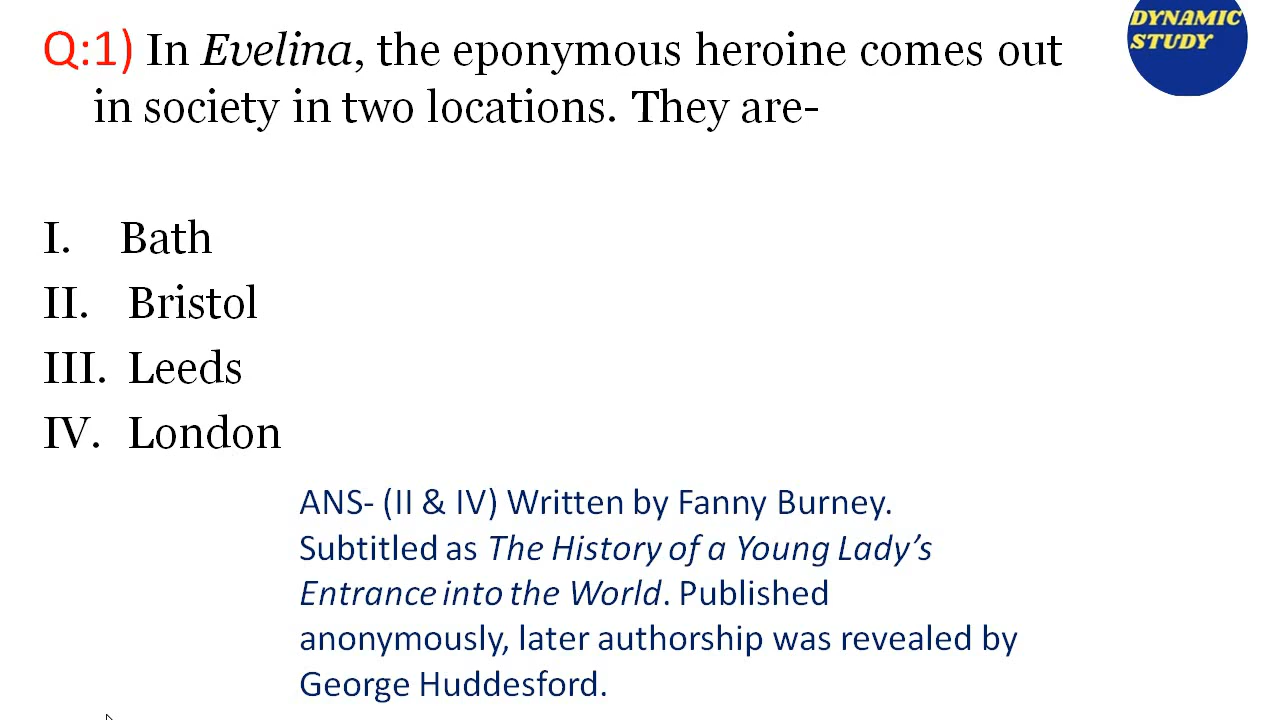 DYNAMIC
STUDY
Q:1) In Evelina, the eponymous heroine comes out
in society in two locations. They are-
I. Bath
II. Bristol
III. Leeds
IV. London
ANS- (II & IV) Written by Fanny Burney.
Subtitled as The History of a Young Lady’s
Entrance into the World. Published
anonymously, later authorship was revealed by
George Huddesford.